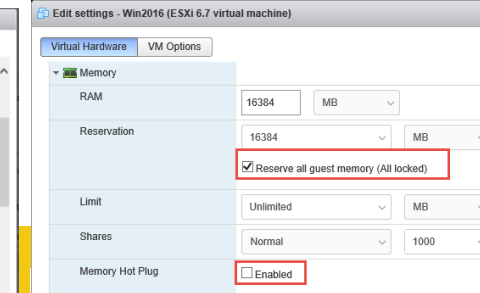 Edit settings - Win2016 (ESXi 6.7 virtual machine)
Virtual Hardware VM Options
Memory
RAM 16384 MB
Reservation 16384 MB
Reserve all guest memory (All locked)
Limit Unlimited MB
Shares Normal 1000
Memory Hot Plug Enabled